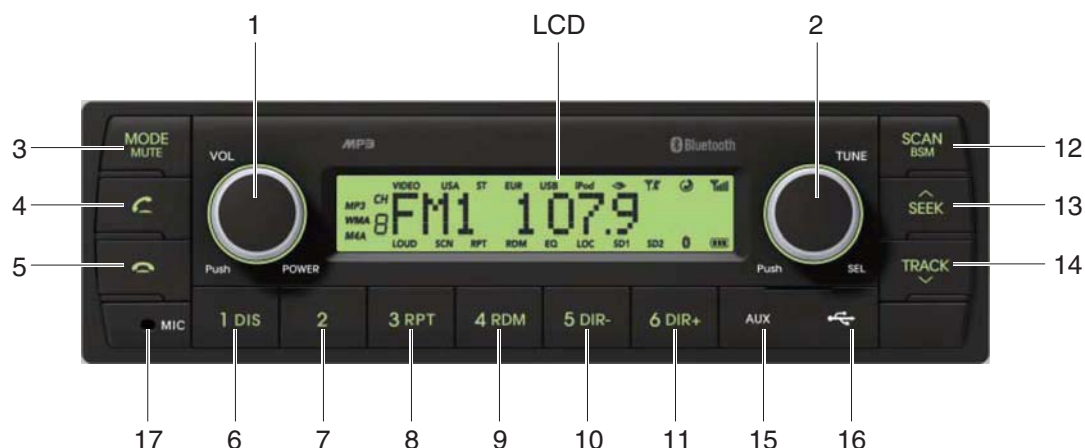 1 LCD 2
3 MODE MUTE VOL MP3 Bluetooth TUNE SCAN BSM 12
VIDEO USA ST EUR USB iPod
4 MP3 CH FM1 107.9 SEEK 13
WMA 8
M4A
LOUD SCN RPT RDM EQ LOC SD1 SD2
5 Push POWER Push SEL TRACK 14
MIC 1 DIS 2 3 RPT 4 RDM 5 DIR- 6 DIR+ AUX
17 6 7 8 9 10 11 15 16